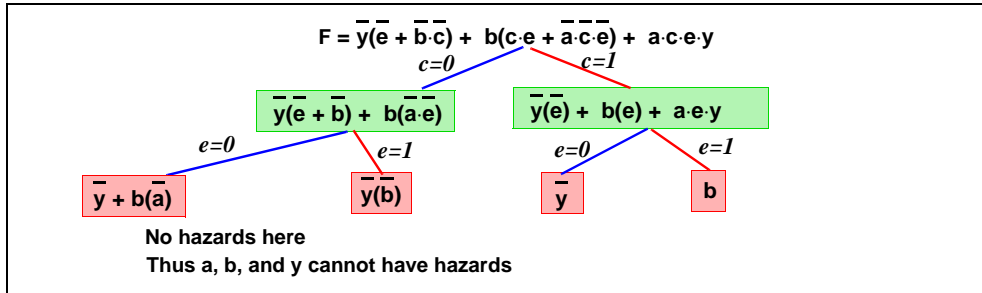 F = y̅(e̅ + b̅·c̅) + b(c·e + a̅·c̅·e̅) + a·c·e·y
c=0 c=1
y̅(e̅ + b̅) + b(a̅·e̅) y̅(e̅) + b(e) + a·e·y
e=0 e=1 e=0 e=1
y̅ + b(a̅) y̅(b̅) y̅ b
No hazards here
Thus a, b, and y cannot have hazards